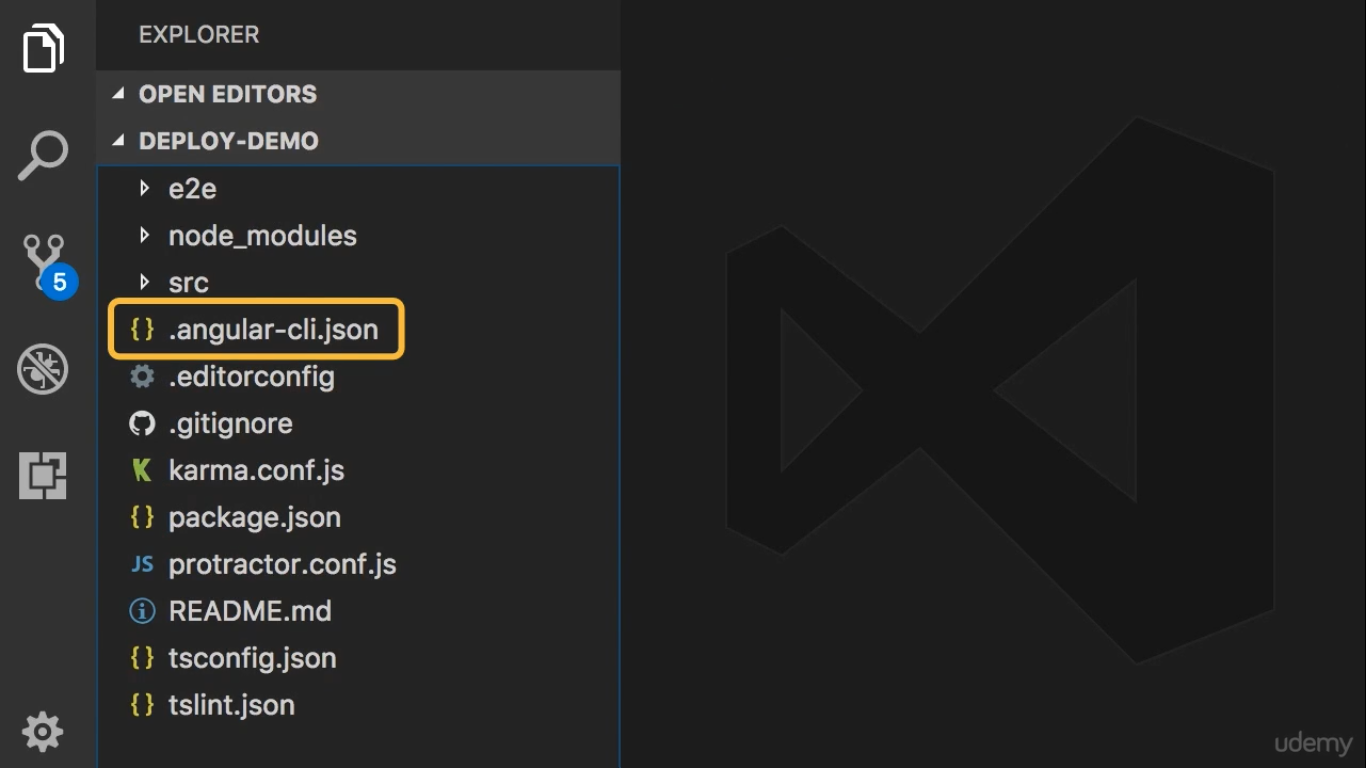 EXPLORER
OPEN EDITORS
DEPLOY-DEMO
e2e
node_modules
src
5
{ } .angular-cli.json
.editorconfig
.gitignore
K karma.conf.js
{ } package.json
JS protractor.conf.js
i README.md
{ } tsconfig.json
{ } tslint.json
udemy